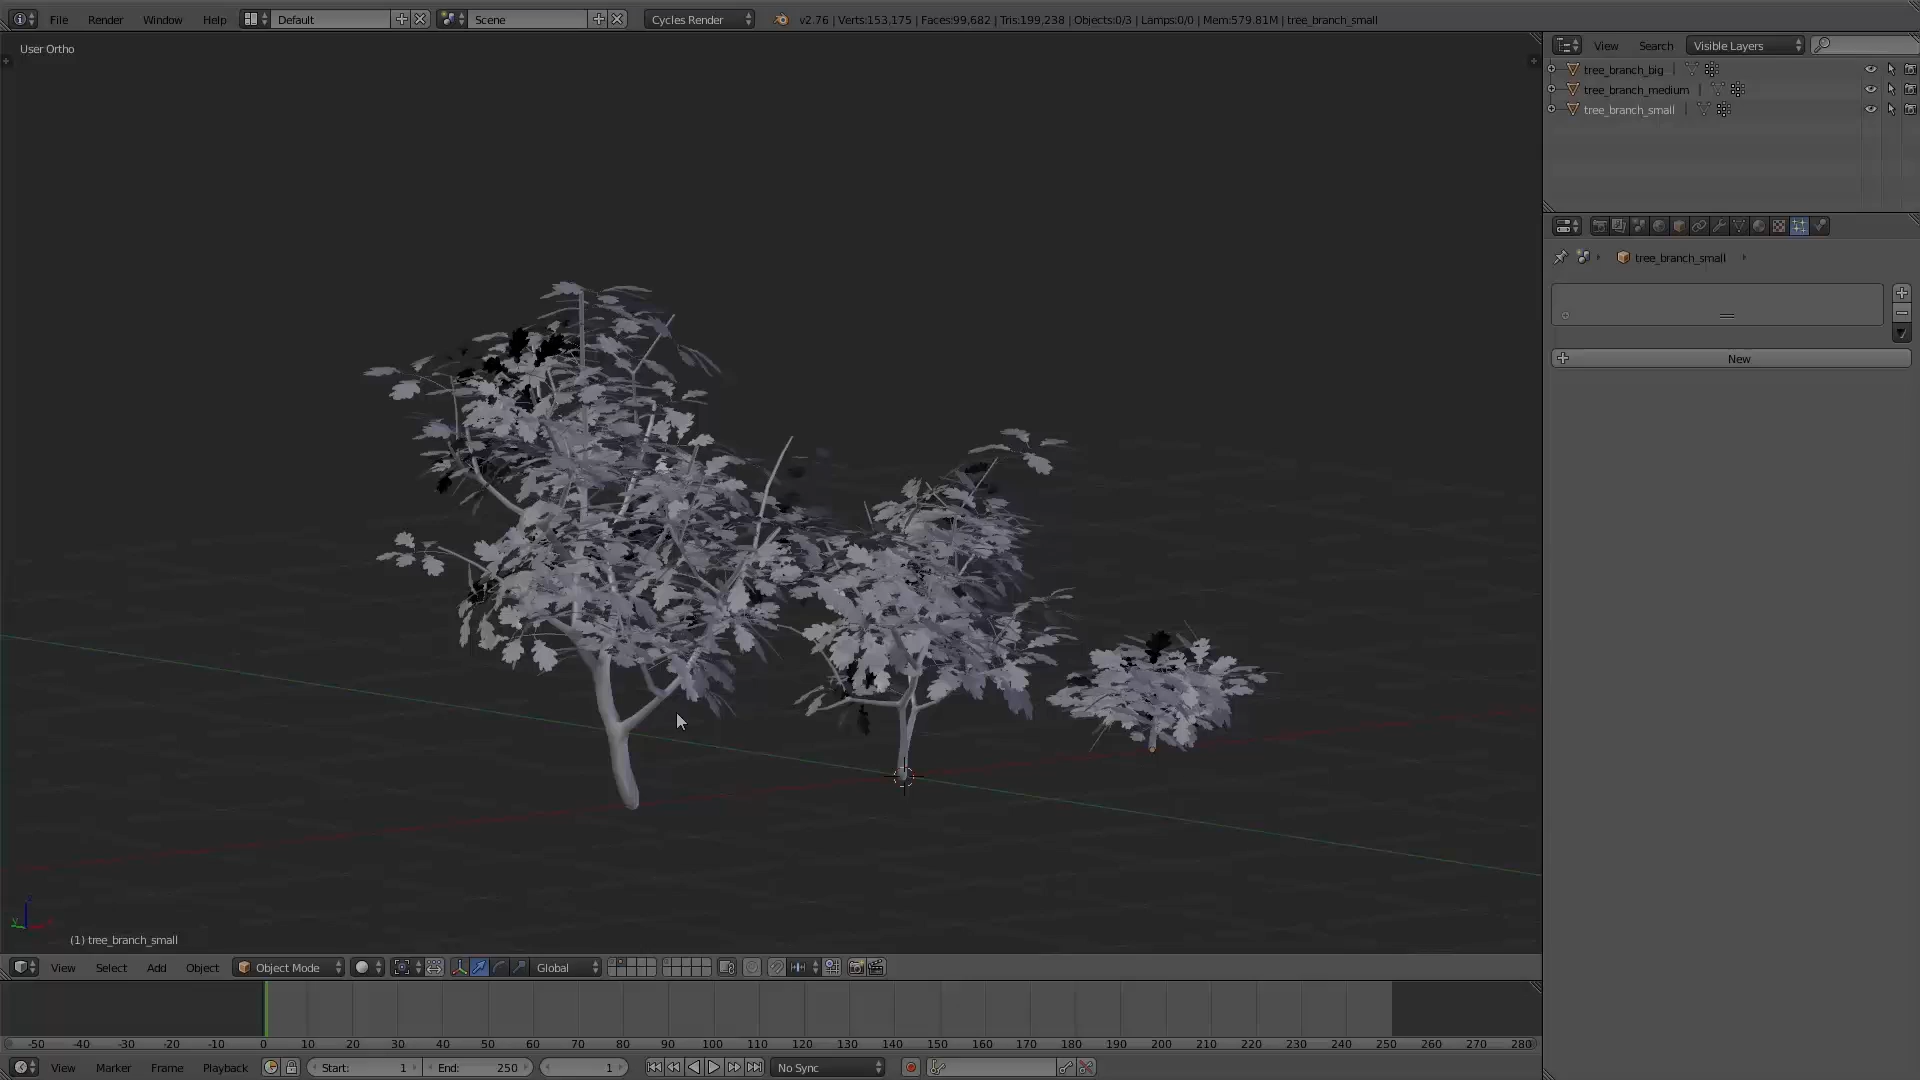 File Render Window Help Default Scene Cycles Render v2.76 | Verts:153,175 | Faces:99,682 | Tris:199,238 | Objects:0/3 | Lamps:0/0 | Mem:579.81M | tree_branch_small
User Ortho
View Search Visible Layers
tree_branch_big
tree_branch_medium
tree_branch_small
tree_branch_small
New
(1) tree_branch_small
View Select Add Object Object Mode Global
-50 -40 -30 -20 -10 0 10 20 30 40 50 60 70 80 90 100 110 120 130 140 150 160 170 180 190 200 210 220 230 240 250 260 270 280
View Marker Frame Playback Start: 1 End: 250 1 No Sync